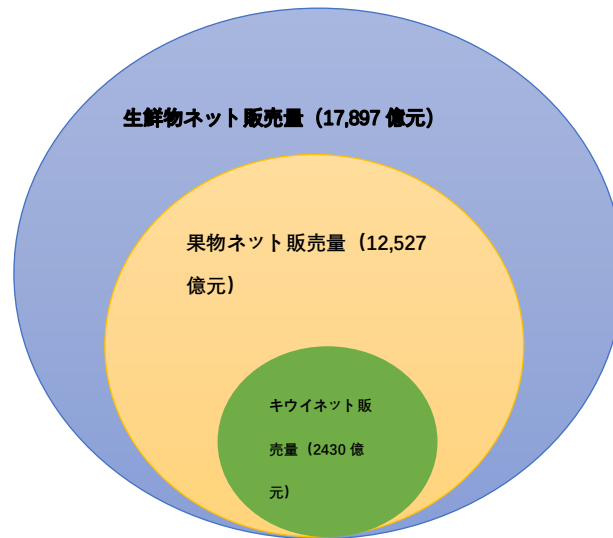 生鮮物ネット販売量（17,897 億元）
果物ネット販売量（12,527
億元）
キウイネット販
売量（2430 億
元）